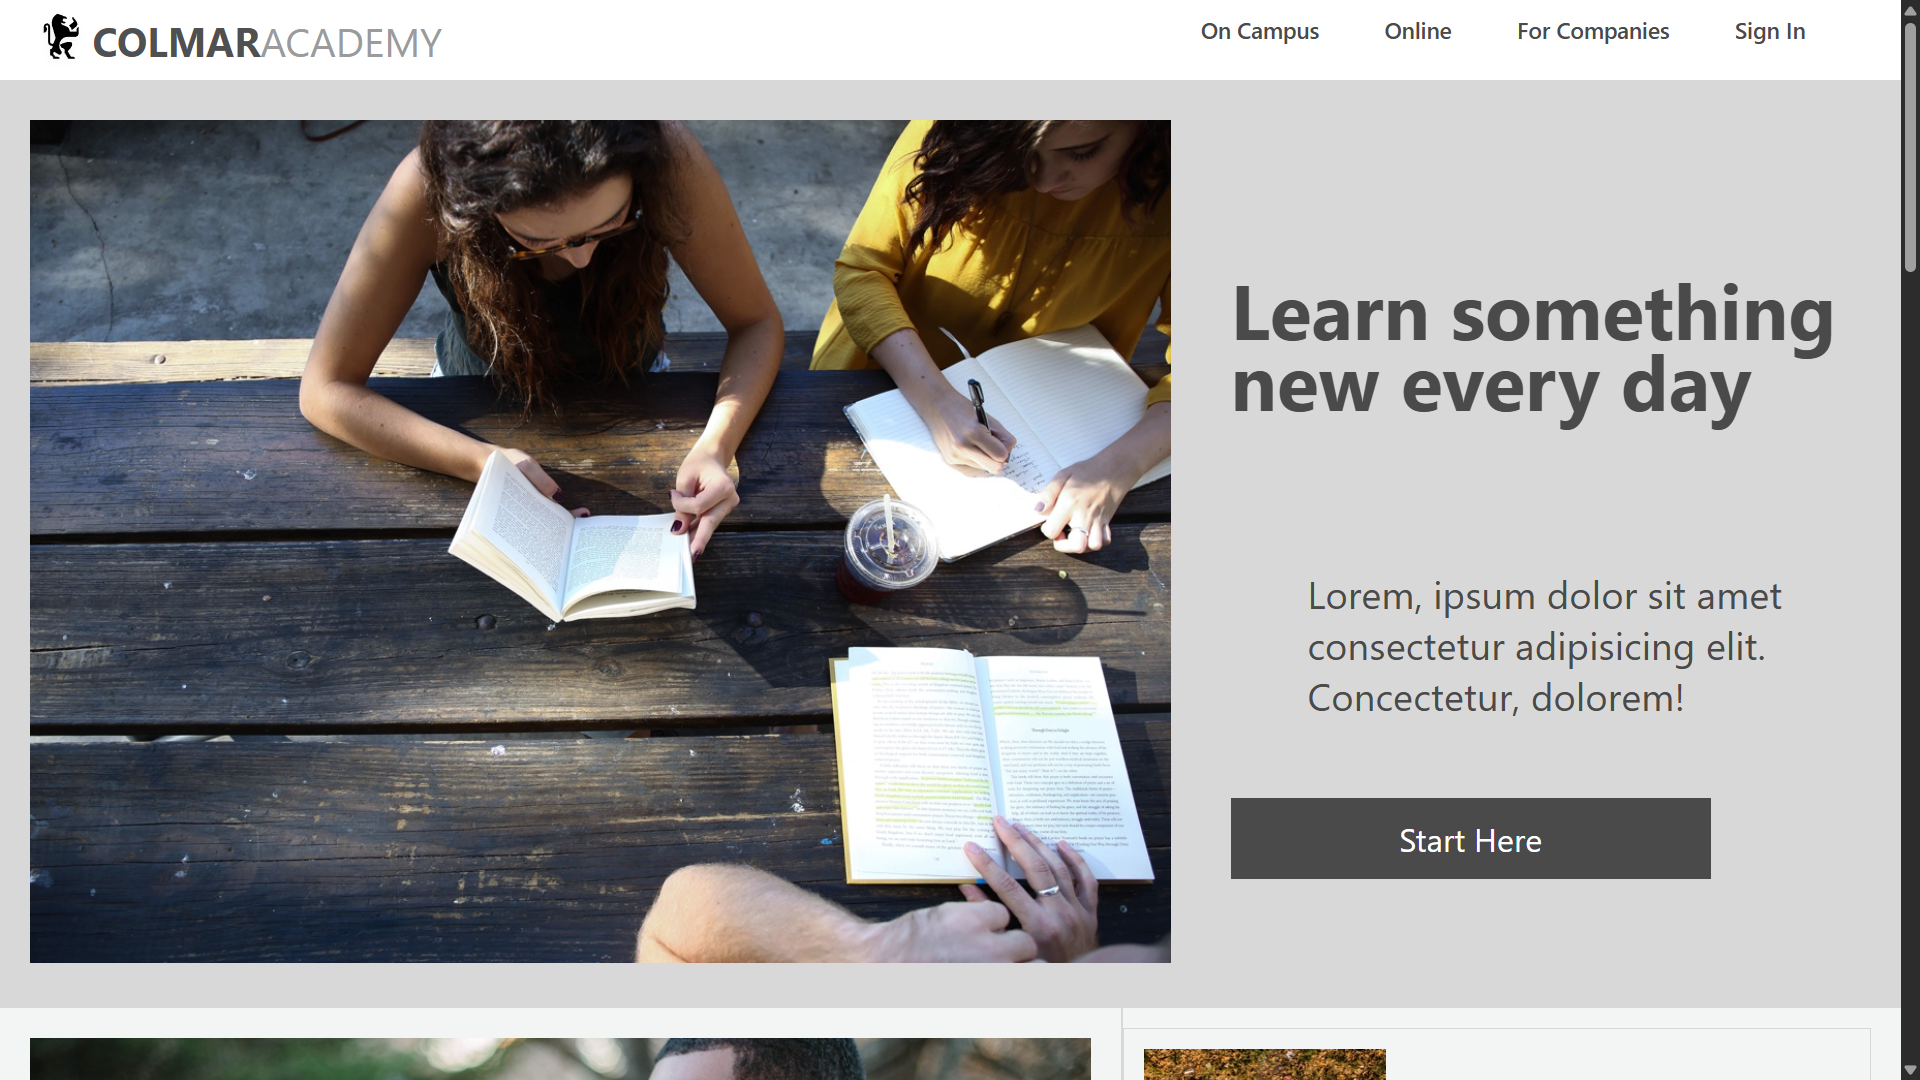 COLMARACADEMY
On Campus Online For Companies Sign In
Learn something
new every day
Lorem, ipsum dolor sit amet
consectetur adipisicing elit.
Concectetur, dolorem!
Start Here